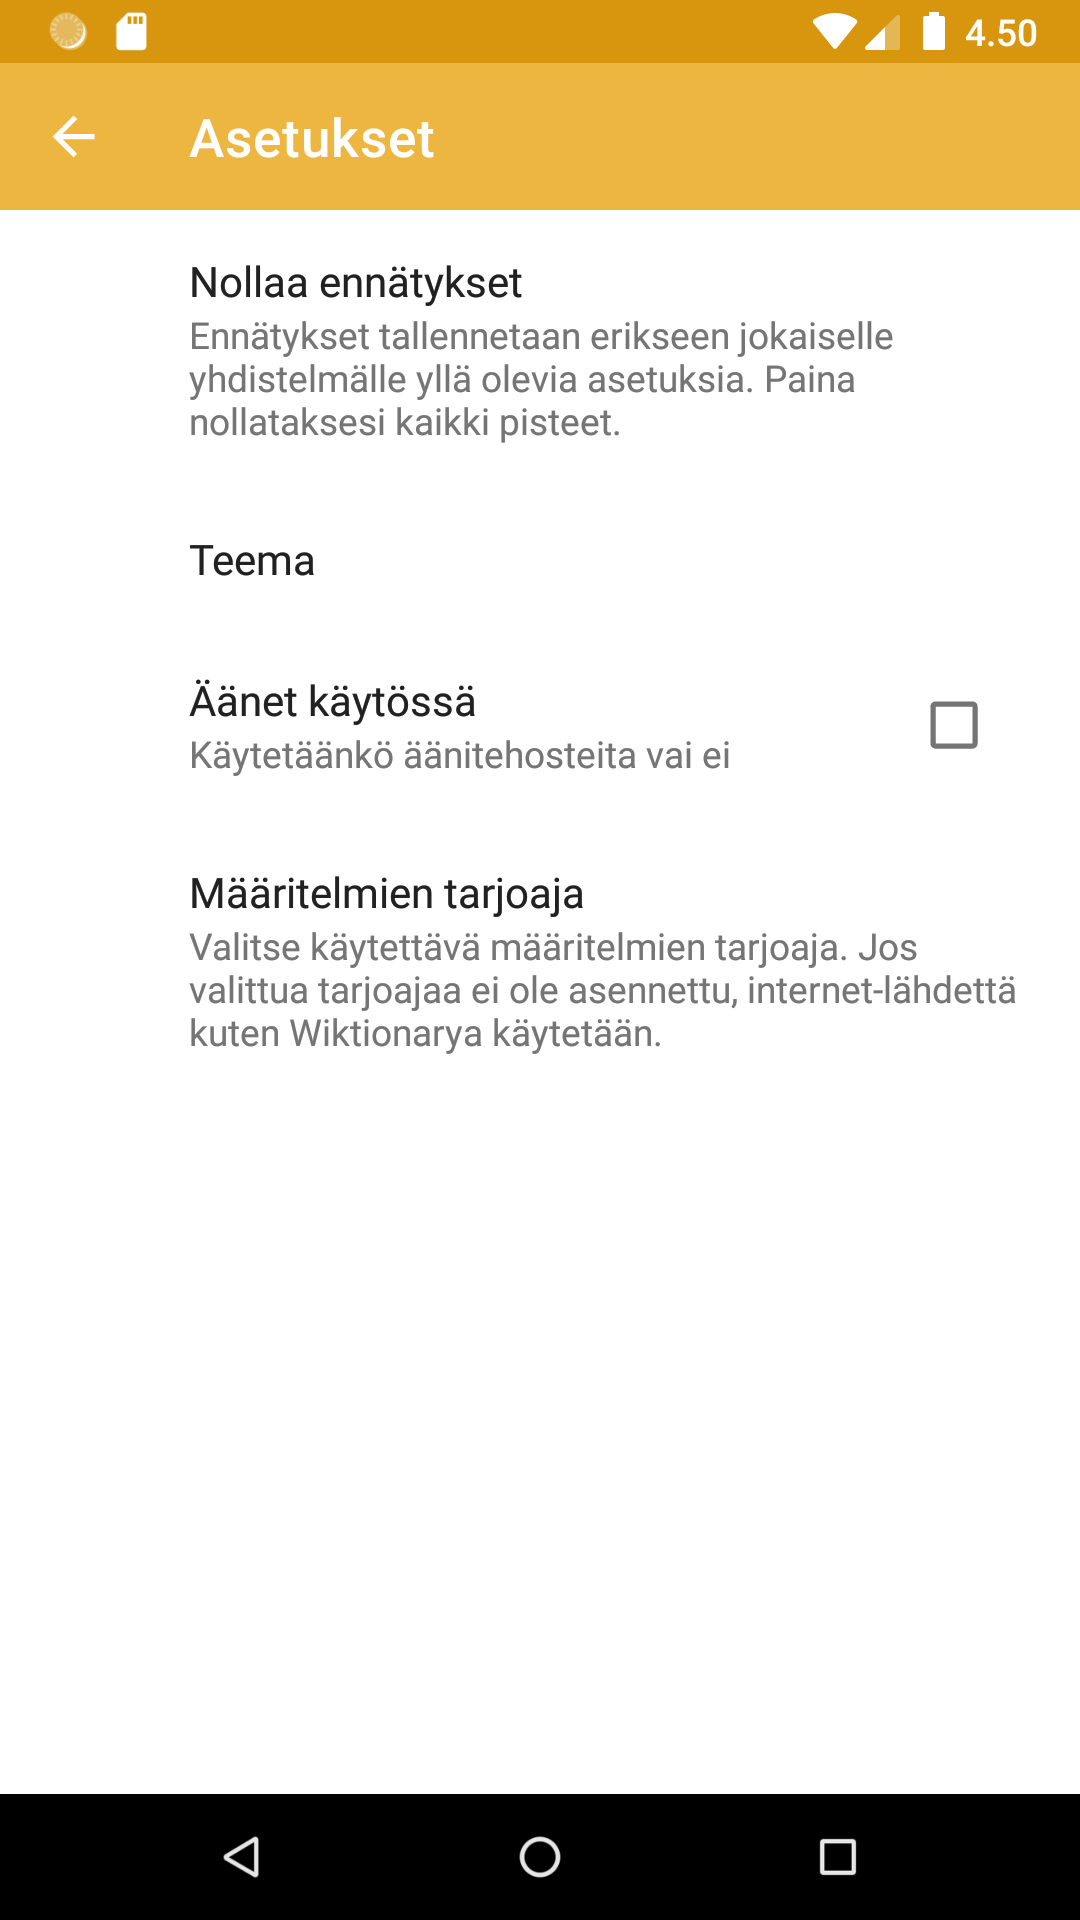 4.50
Asetukset
Nollaa ennätykset
Ennätykset tallennetaan erikseen jokaiselle
yhdistelmälle yllä olevia asetuksia. Paina
nollataksesi kaikki pisteet.
Teema
Äänet käytössä
Käytetäänkö äänitehosteita vai ei
Määritelmien tarjoaja
Valitse käytettävä määritelmien tarjoaja. Jos
valittua tarjoajaa ei ole asennettu, internet-lähdettä
kuten Wiktionarya käytetään.